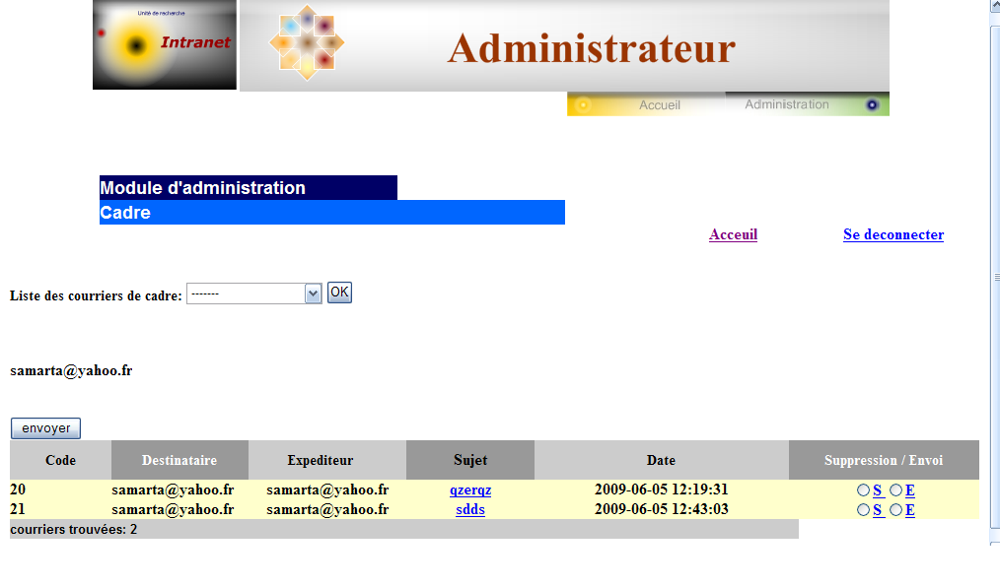 Unité de recherche
Intranet
Administrateur
Accueil Administration
Module d'administration
Cadre
Acceuil Se deconnecter
Liste des courriers de cadre: ------- OK
samarta@yahoo.fr
envoyer
Code Destinataire Expediteur Sujet Date Suppression / Envoi
20 samarta@yahoo.fr samarta@yahoo.fr qzerqz 2009-06-05 12:19:31 S E
21 samarta@yahoo.fr samarta@yahoo.fr sdds 2009-06-05 12:43:03 S E
courriers trouvées: 2